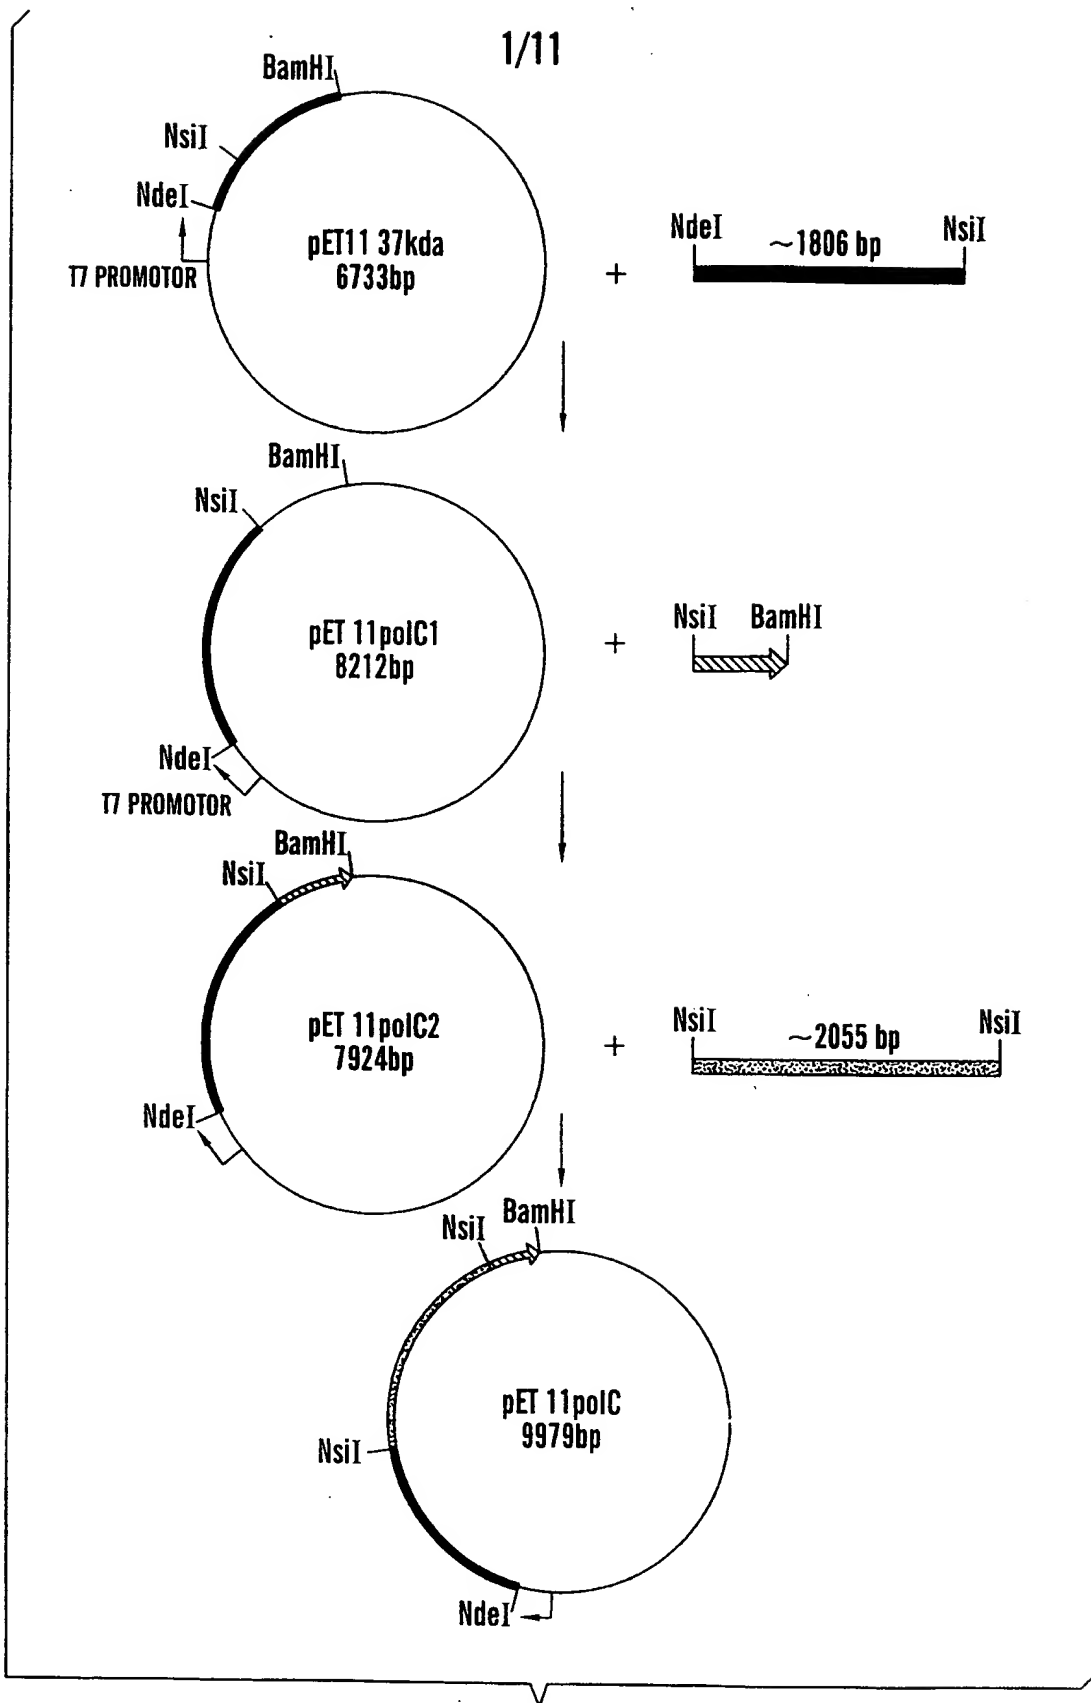 1/11
BamHI
NsiI
NdeI
T7 PROMOTOR
pET11 37kda
6733bp
+
NdeI
~1806 bp
NsiI
BamHI
NsiI
pET 11polC1
8212bp
+
NsiI
BamHI
NdeI
T7 PROMOTOR
BamHI
NsiI
pET 11polC2
7924bp
+
NsiI
~2055 bp
NsiI
NdeI
BamHI
NsiI
pET 11polC
9979bp
NsiI
NdeI